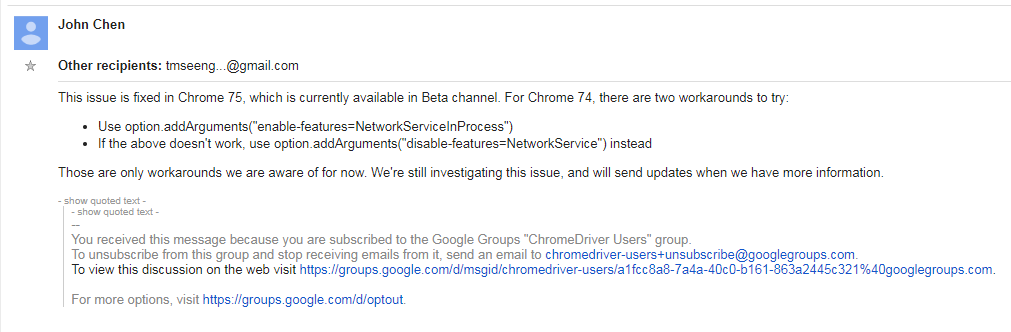 John Chen
Other recipients: tmseeng...@gmail.com
This issue is fixed in Chrome 75, which is currently available in Beta channel. For Chrome 74, there are two workarounds to try:
• Use option.addArguments("enable-features=NetworkServiceInProcess")
• If the above doesn't work, use option.addArguments("disable-features=NetworkService") instead
Those are only workarounds we are aware of for now. We're still investigating this issue, and will send updates when we have more information.
- show quoted text -
- show quoted text -
--
You received this message because you are subscribed to the Google Groups "ChromeDriver Users" group.
To unsubscribe from this group and stop receiving emails from it, send an email to chromedriver-users+unsubscribe@googlegroups.com.
To view this discussion on the web visit https://groups.google.com/d/msgid/chromedriver-users/a1fcc8a8-7a4a-40c0-b161-863a2445c321%40googlegroups.com.
For more options, visit https://groups.google.com/d/optout.